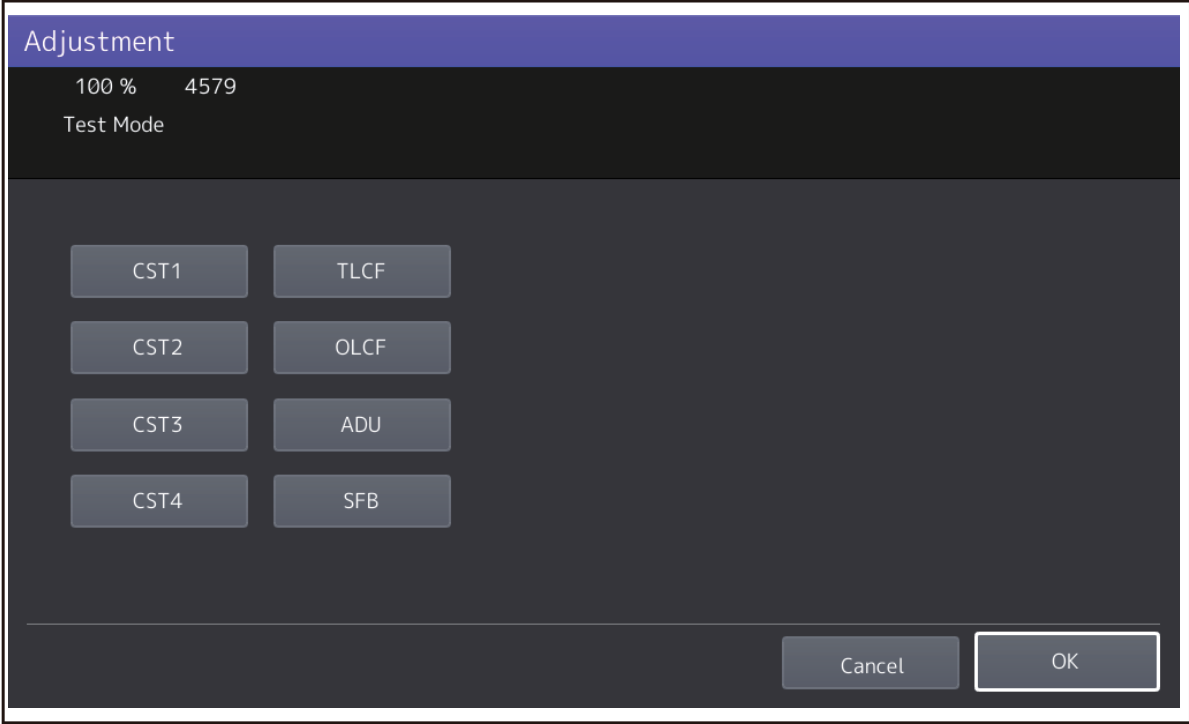 Adjustment
100 % 4579
Test Mode
CST1 TLCF
CST2 OLCF
CST3 ADU
CST4 SFB
Cancel OK